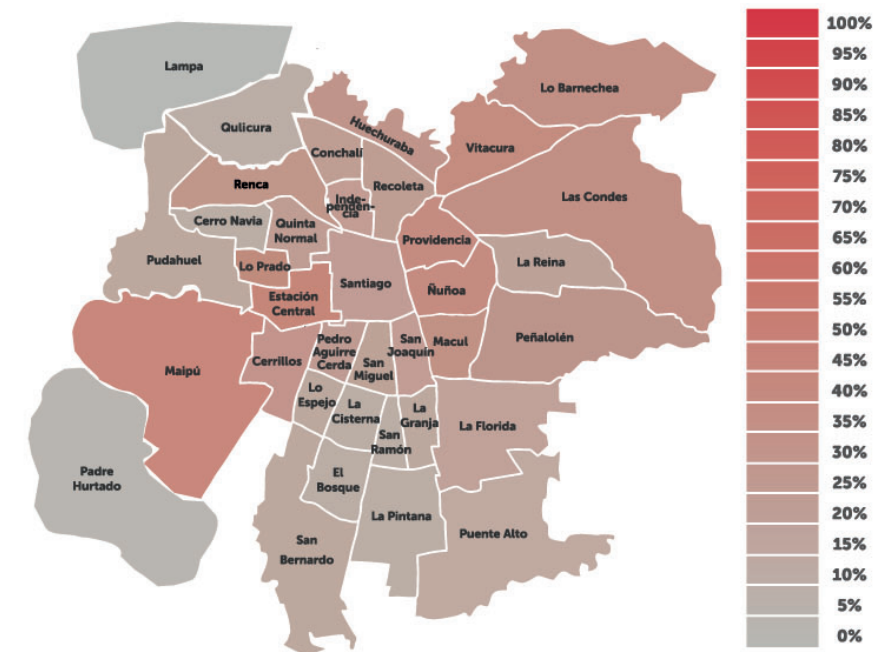 Lampa
Qulicura
Huechuraba
Lo Barnechea
Conchalí
Vitacura
Renca
Recoleta
Inde-
penden-
cia
Las Condes
Cerro Navia
Quinta
Normal
Providencia
Pudahuel
Lo Prado
La Reina
Santiago
Ñuñoa
Estación
Central
Maipú
Cerrillos
Pedro
Aguirre
Cerda
San
Miguel
San
Joaquín
Macul
Peñalolén
Lo
Espejo
La
Cisterna
San
Ramón
La
Granja
La Florida
Padre
Hurtado
El
Bosque
La Pintana
San
Bernardo
Puente Alto
100%
95%
90%
85%
80%
75%
70%
65%
60%
55%
50%
45%
40%
35%
30%
25%
20%
15%
10%
5%
0%